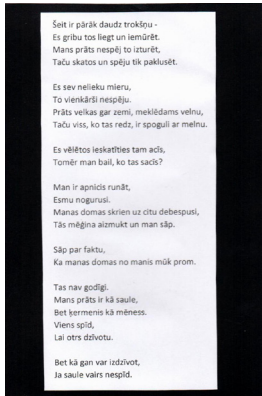 Šeit ir pārāk daudz trokšņu -
Es gribu tos liegt un iemūrēt.
Mans prāts nespēj to izturēt,
Taču skatos un spēju tik paklusēt.

Es sev nelieku mieru,
To vienkārši nespēju.
Prāts velkas gar zemi, meklēdams velnu,
Taču viss, ko tas redz, ir spoguli ar melnu.

Es vēlētos ieskatīties tam acīs,
Tomēr man bail, ko tas sacīs?

Man ir apnicis runāt,
Esmu nogurusi.
Manas domas skrien uz citu debespusi,
Tās mēģina aizmukt un man sāp.

Sāp par faktu,
Ka manas domas no manis mūk prom.

Tas nav godīgi.
Mans prāts ir kā saule,
Bet ķermenis kā mēness.
Viens spīd,
Lai otrs dzīvotu.

Bet kā gan var izdzīvot,
Ja saule vairs nespīd.